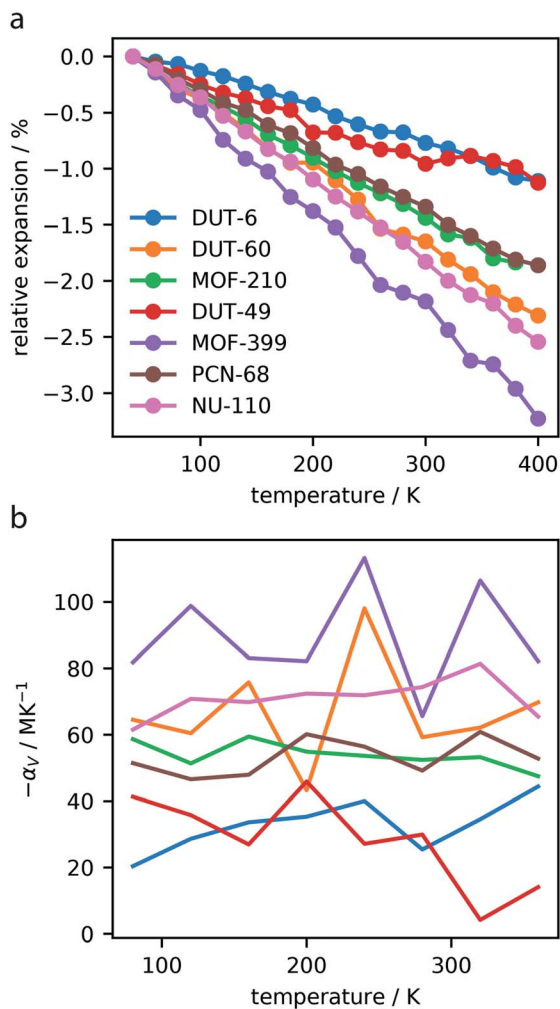 a
0.0
−0.5
−1.0
−1.5
−2.0
−2.5
−3.0
relative expansion / %
DUT-6
DUT-60
MOF-210
DUT-49
MOF-399
PCN-68
NU-110
100 200 300 400
temperature / K
b
100
80
60
40
20
0
−αV / MK⁻¹
100 200 300
temperature / K